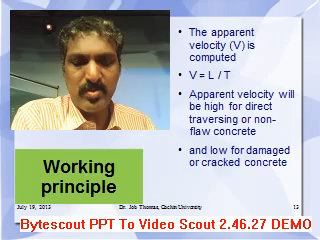 • The apparent
velocity (V) is
computed
• V = L / T
• Apparent velocity will
be high for direct
traversing or non-
flaw concrete
• and low for damaged
or cracked concrete
Working
principle
July 19, 2013 Dr. Job Thomas, Cochin University 13
Bytescout PPT To Video Scout 2.46.27 DEMO